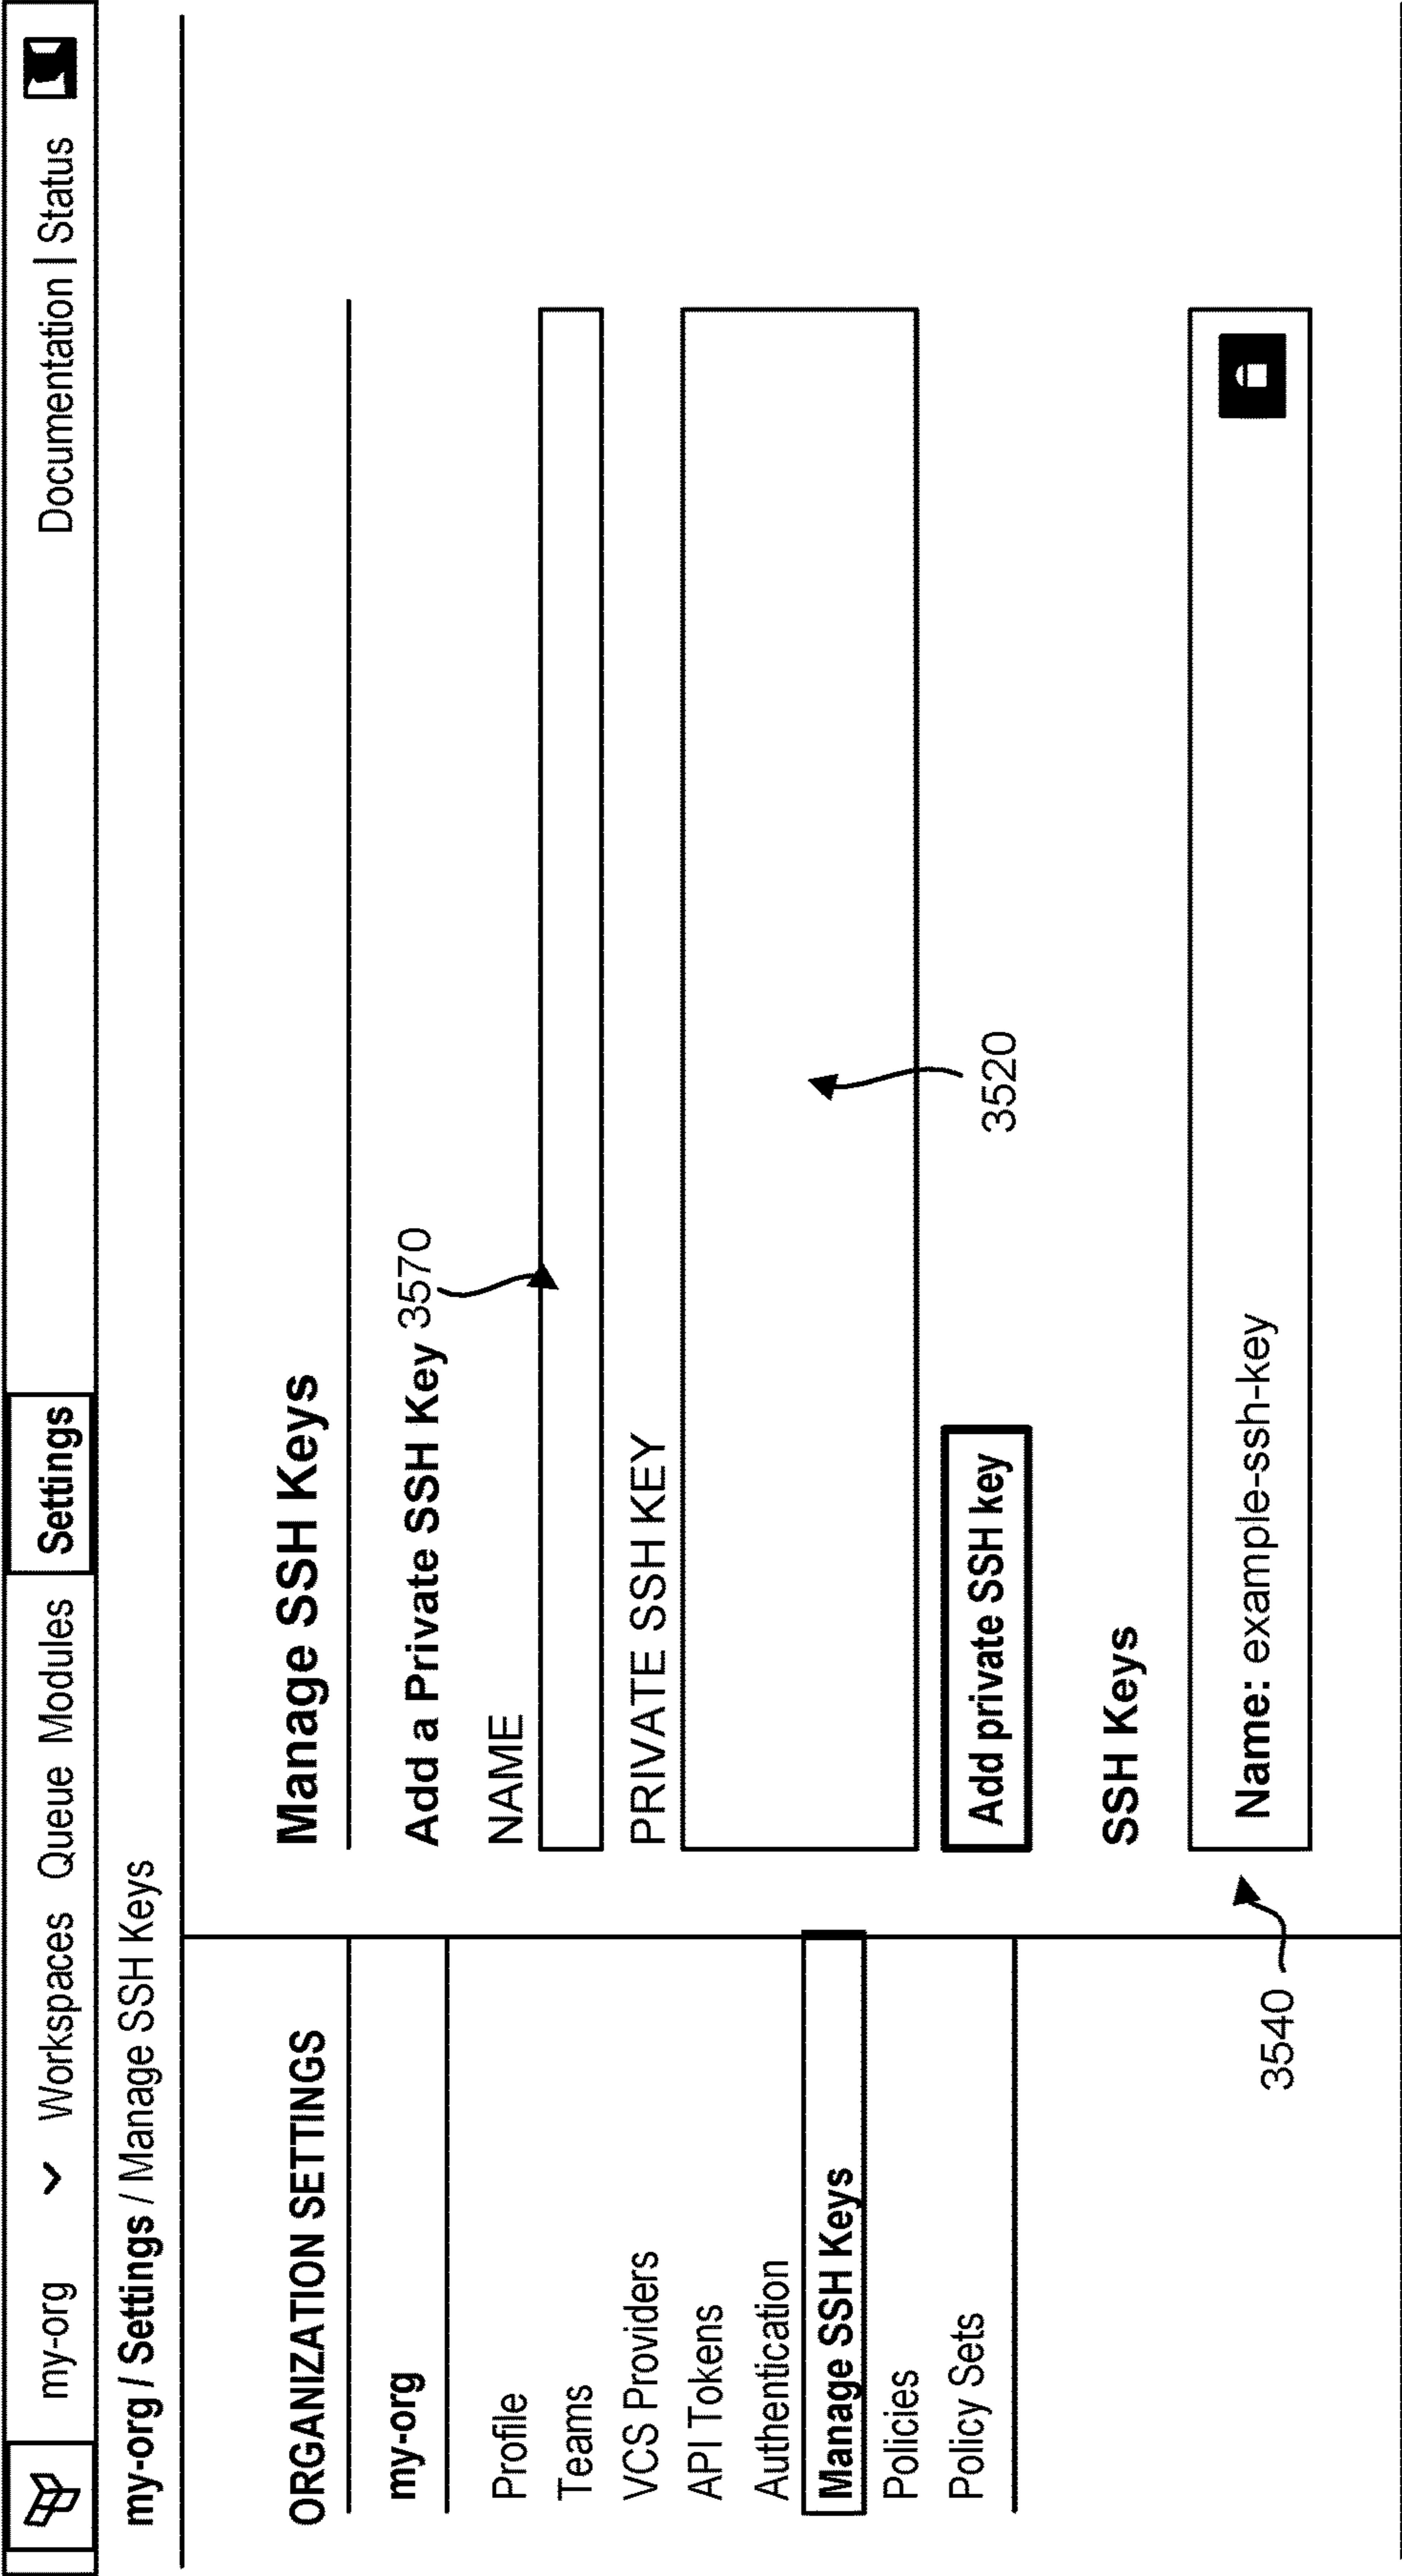 my-org Workspaces Queue Modules Settings Documentation | Status
my-org / Settings / Manage SSH Keys
ORGANIZATION SETTINGS
my-org
Profile
Teams
VCS Providers
API Tokens
Authentication
Manage SSH Keys
Policies
Policy Sets
Manage SSH Keys
Add a Private SSH Key 3570
NAME
PRIVATE SSH KEY
3520
Add private SSH key
SSH Keys
Name: example-ssh-key
3540